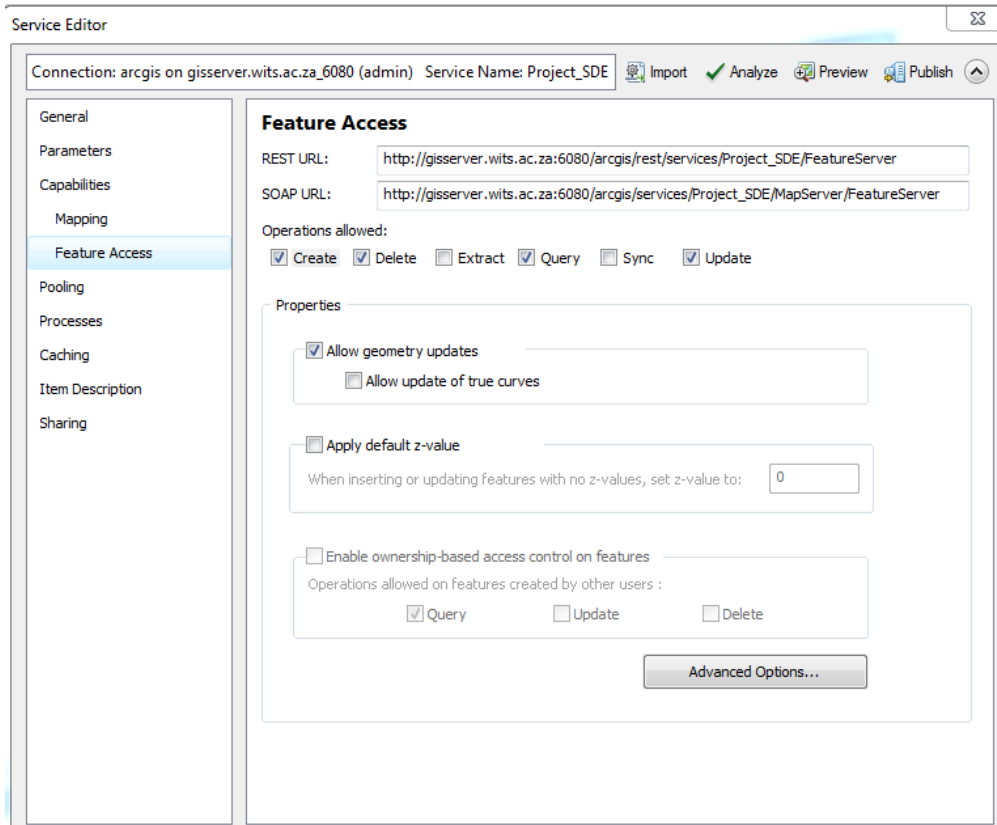 Service Editor
Connection: arcgis on gisserver.wits.ac.za_6080 (admin) Service Name: Project_SDE Import Analyze Preview Publish
General
Parameters
Capabilities
Mapping
Feature Access
Pooling
Processes
Caching
Item Description
Sharing
Feature Access
REST URL: http://gisserver.wits.ac.za:6080/arcgis/rest/services/Project_SDE/FeatureServer
SOAP URL: http://gisserver.wits.ac.za:6080/arcgis/services/Project_SDE/MapServer/FeatureServer
Operations allowed:
Create Delete Extract Query Sync Update
Properties
Allow geometry updates
Allow update of true curves
Apply default z-value
When inserting or updating features with no z-values, set z-value to: 0
Enable ownership-based access control on features
Operations allowed on features created by other users :
Query Update Delete
Advanced Options...